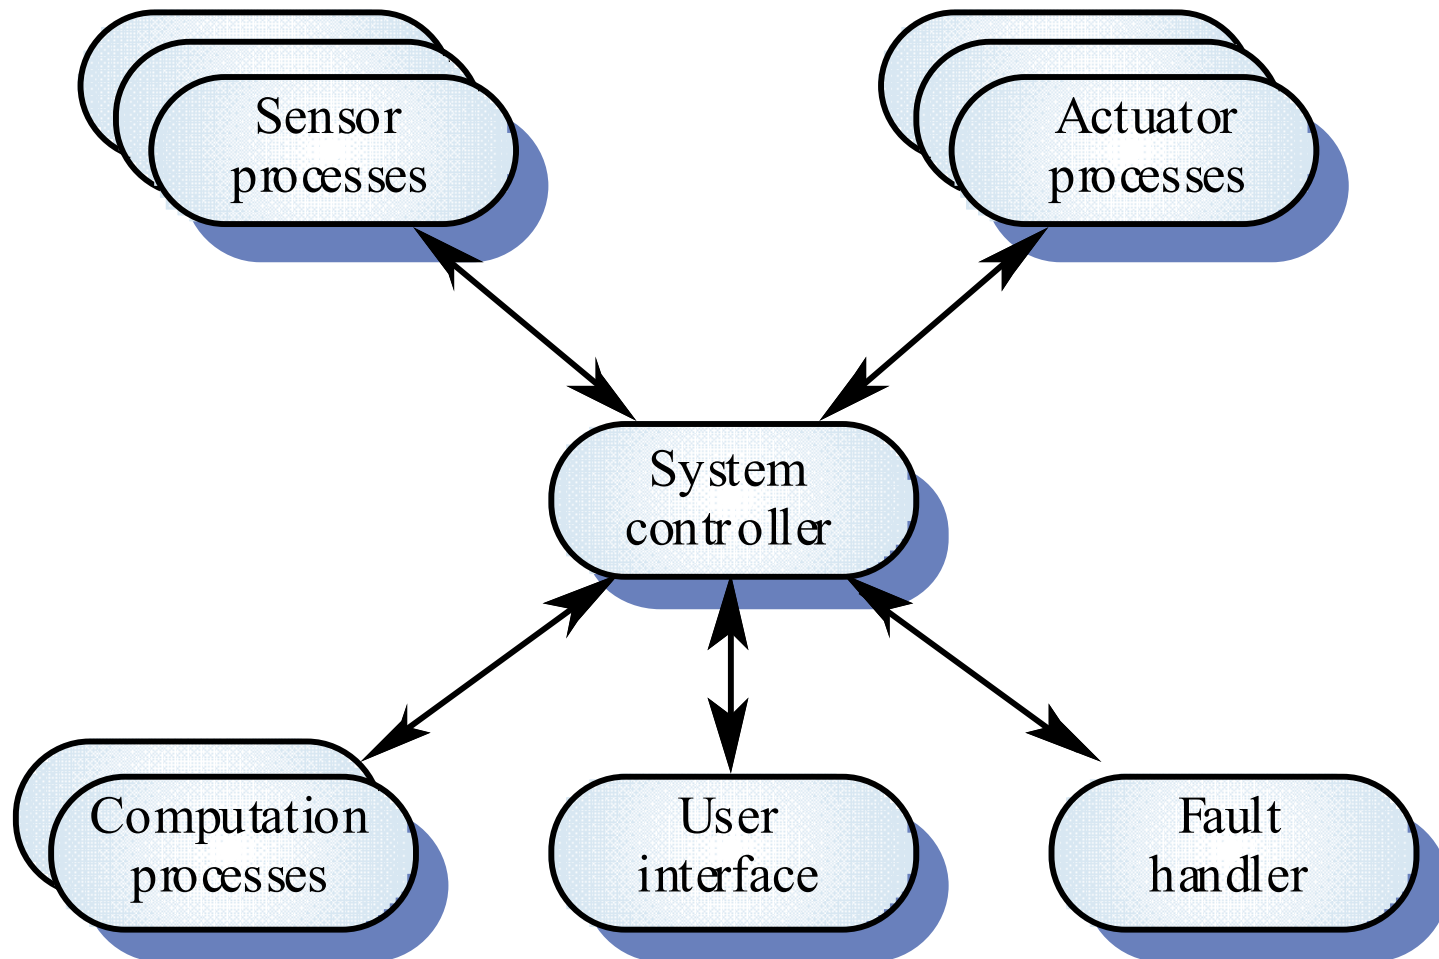 Sensor
processes
Actuator
processes
System
controller
Computation
processes
User
interface
Fault
handler